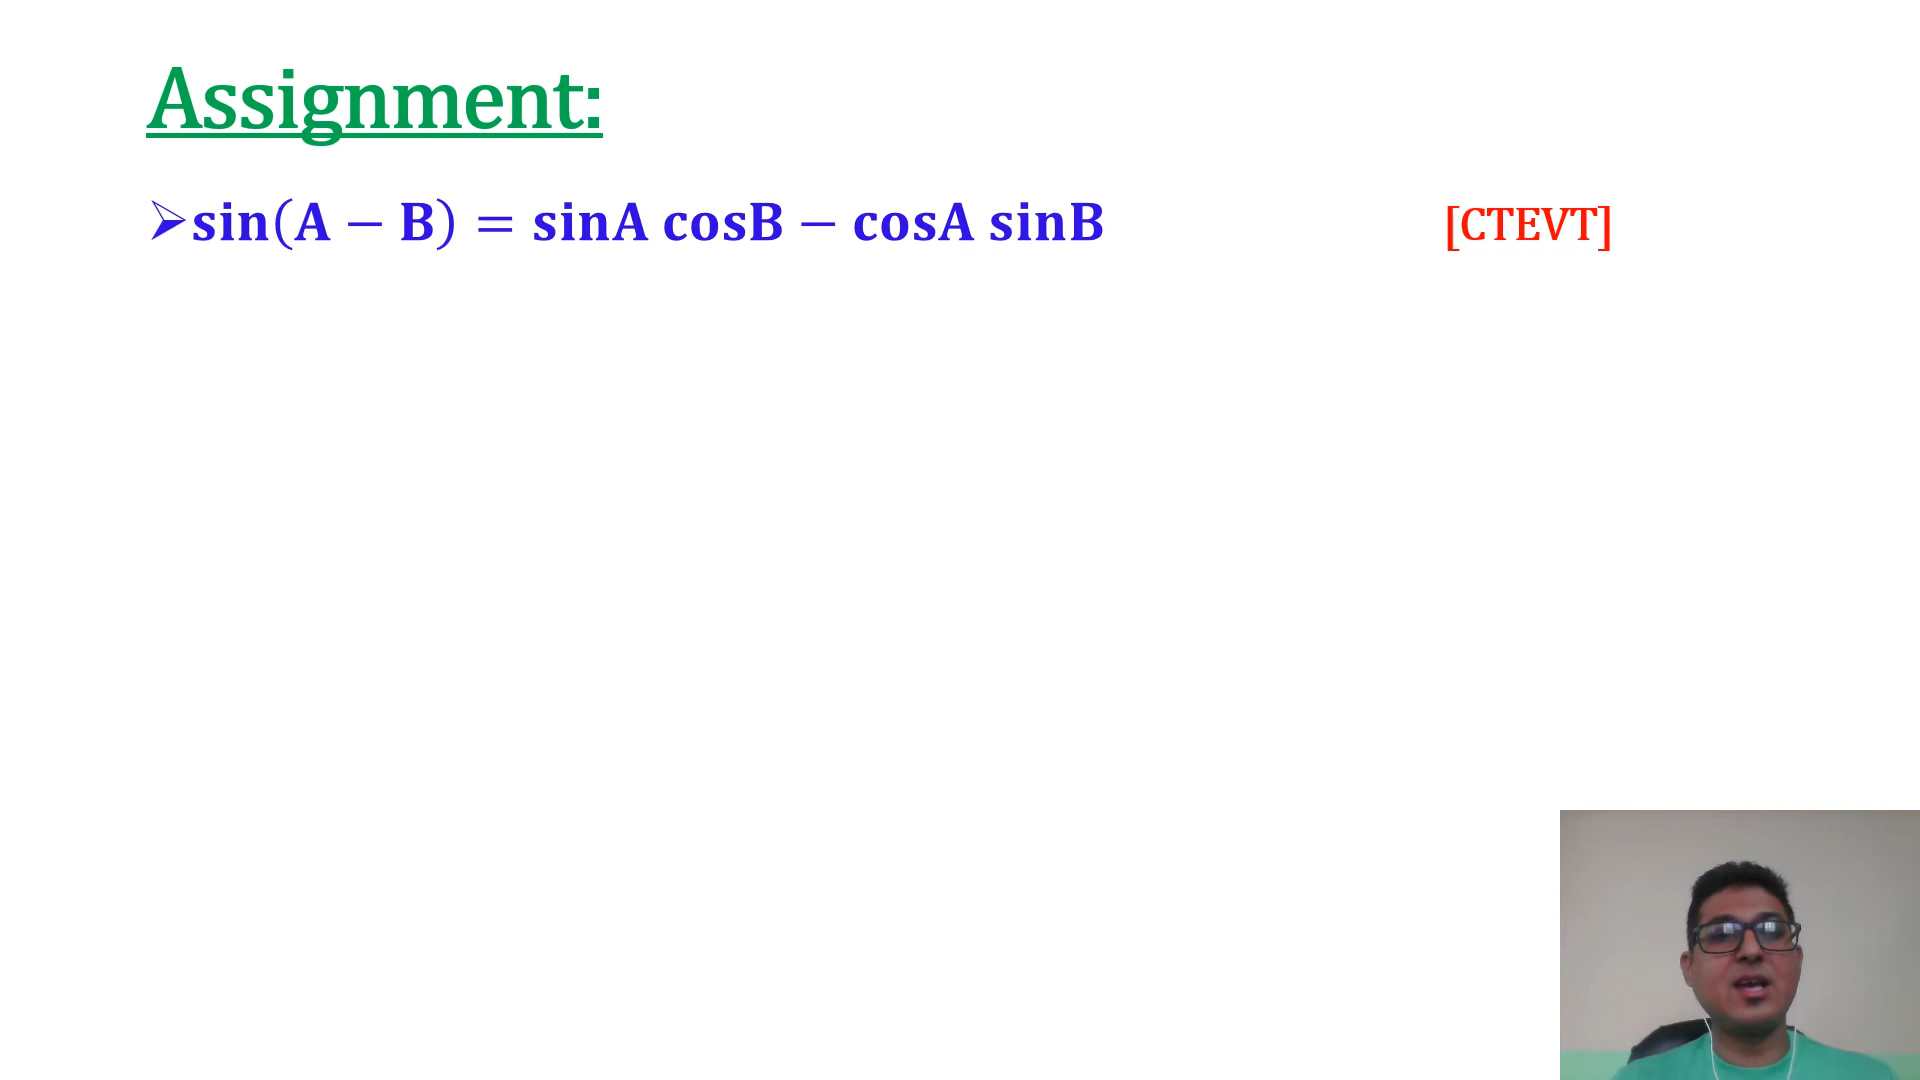 Assignment:
➢sin(A − B) = sinA cosB − cosA sinB [CTEVT]